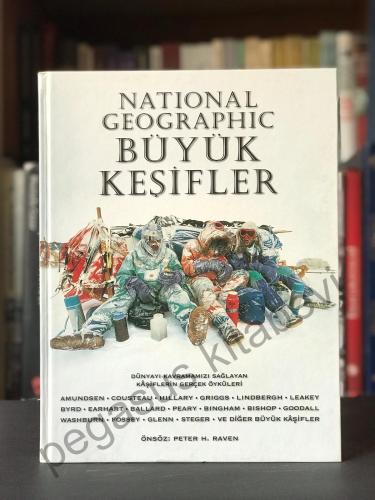 NATIONAL
GEOGRAPHIC
BÜYÜK
KEŞİFLER
DÜNYAYI KAVRAMAMIZI SAĞLAYAN
KÂŞİFLERİN GERÇEK ÖYKÜLERİ
AMUNDSEN • COUSTEAU • HILLARY • GRIGGS • LINDBERGH • LEAKEY
BYRD • EARHART • BALLARD • PEARY • BINGHAM • BISHOP • GOODALL
WASHBURN • FOSSEY • GLENN • STEGER • VE DİĞER BÜYÜK KÂŞİFLER
ÖNSÖZ: PETER H. RAVEN
pegasus kitabevi